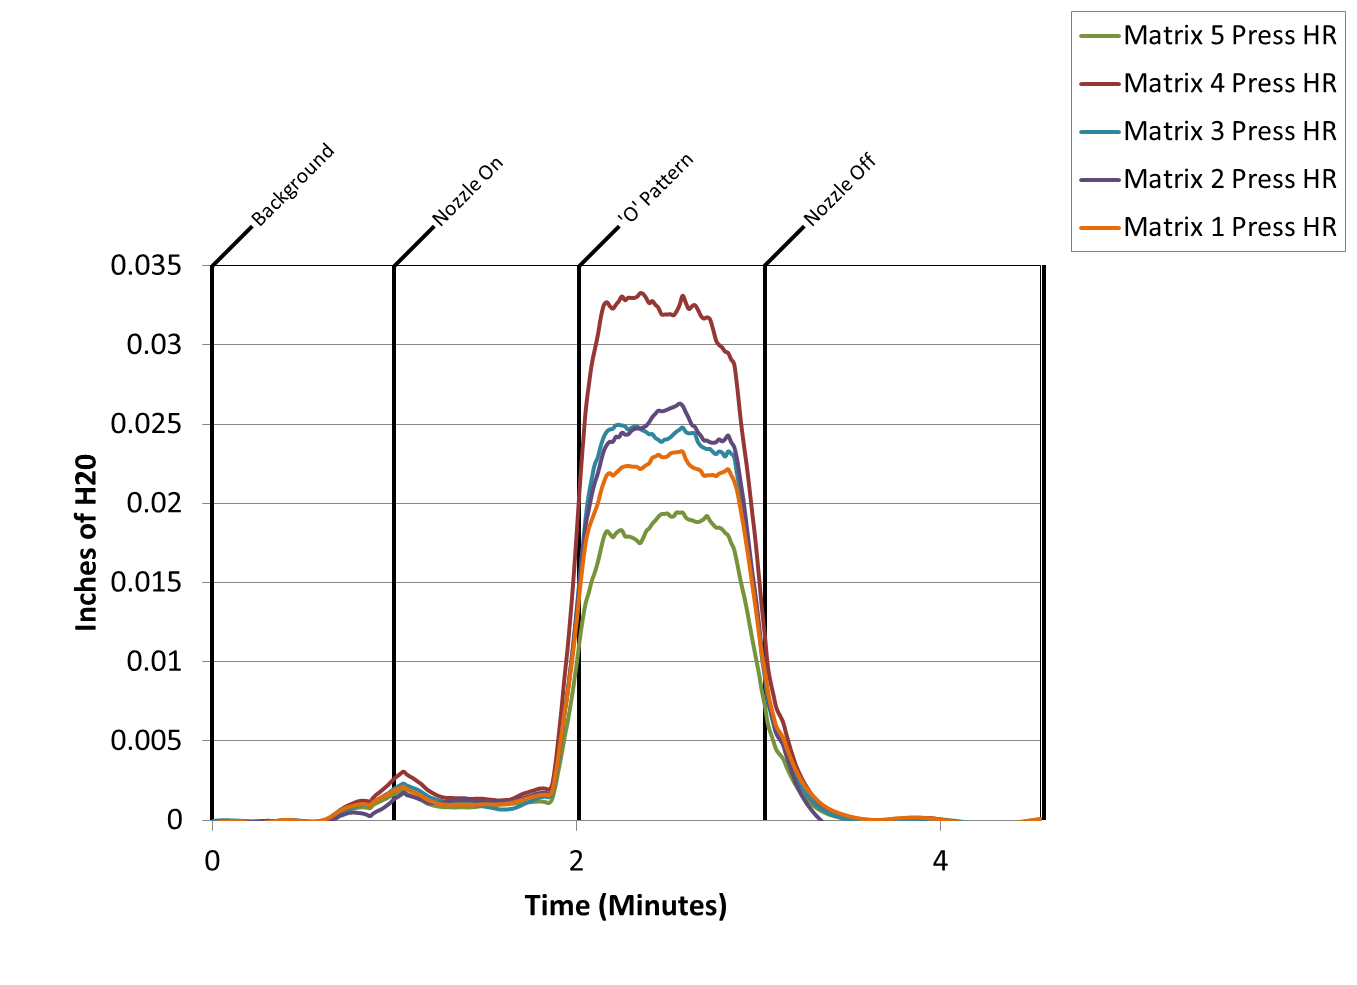 Matrix 5 Press HR
Matrix 4 Press HR
Matrix 3 Press HR
Matrix 2 Press HR
Matrix 1 Press HR
Background
Nozzle On
'O' Pattern
Nozzle Off
0.035
0.03
0.025
0.02
0.015
0.01
0.005
0
Inches of H20
0
2
4
Time (Minutes)